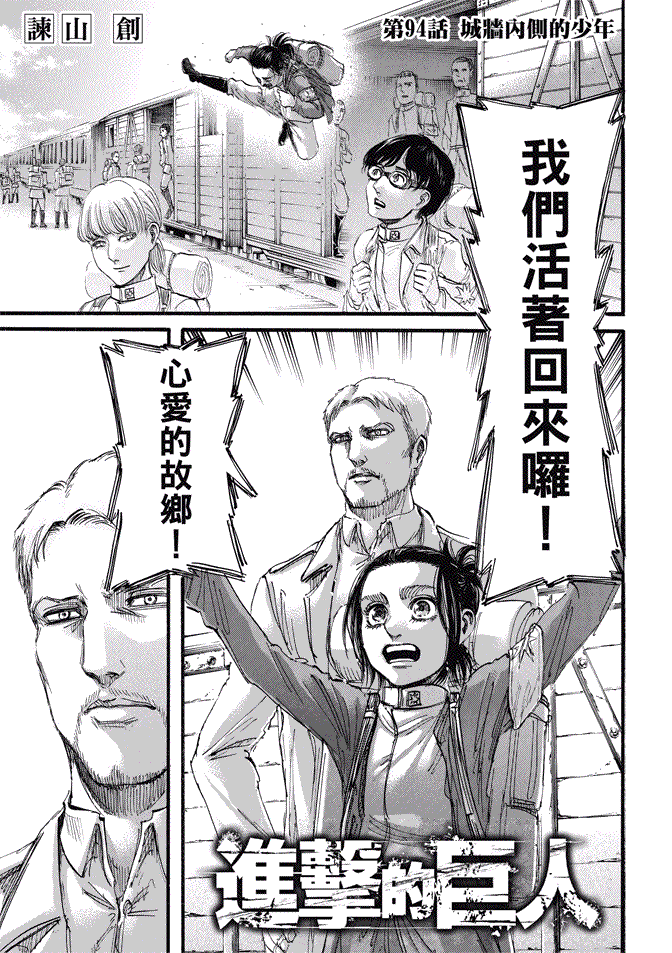 第94話 城牆內側的少年
諫山創
我們活著回來囉！
心愛的故鄉！
進擊的巨人